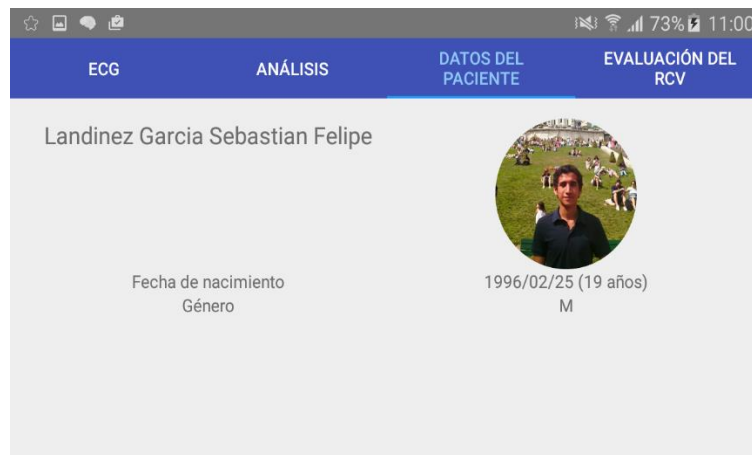 73% 11:00
ECG
ANÁLISIS
DATOS DEL
PACIENTE
EVALUACIÓN DEL
RCV
Landinez Garcia Sebastian Felipe
Fecha de nacimiento
1996/02/25 (19 años)
Género
M